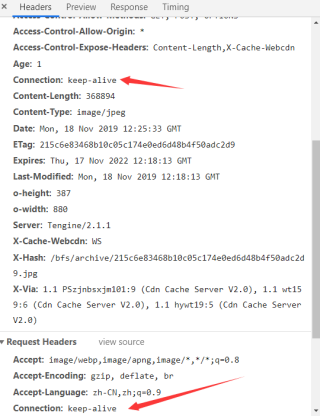 Headers Preview Response Timing
Access-Control-Allow-Origin: *
Access-Control-Expose-Headers: Content-Length,X-Cache-Webcdn
Age: 1
Connection: keep-alive
Content-Length: 368894
Content-Type: image/jpeg
Date: Mon, 18 Nov 2019 12:25:33 GMT
ETag: 215c6e83468b10c05c174e0ed6d48b4f50adc2d9
Expires: Thu, 17 Nov 2022 12:18:13 GMT
Last-Modified: Mon, 18 Nov 2019 12:18:13 GMT
o-height: 387
o-width: 880
Server: Tengine/2.1.1
X-Cache-Webcdn: WS
X-Hash: /bfs/archive/215c6e83468b10c05c174e0ed6d48b4f50adc2d
9.jpg
X-Via: 1.1 PSzjnbsxjm101:9 (Cdn Cache Server V2.0), 1.1 wt15
9:6 (Cdn Cache Server V2.0), 1.1 hywt19:5 (Cdn Cache Server
V2.0)
Request Headers view source
Accept: image/webp,image/apng,image/*,*/*;q=0.8
Accept-Encoding: gzip, deflate, br
Accept-Language: zh-CN,zh;q=0.9
Connection: keep-alive